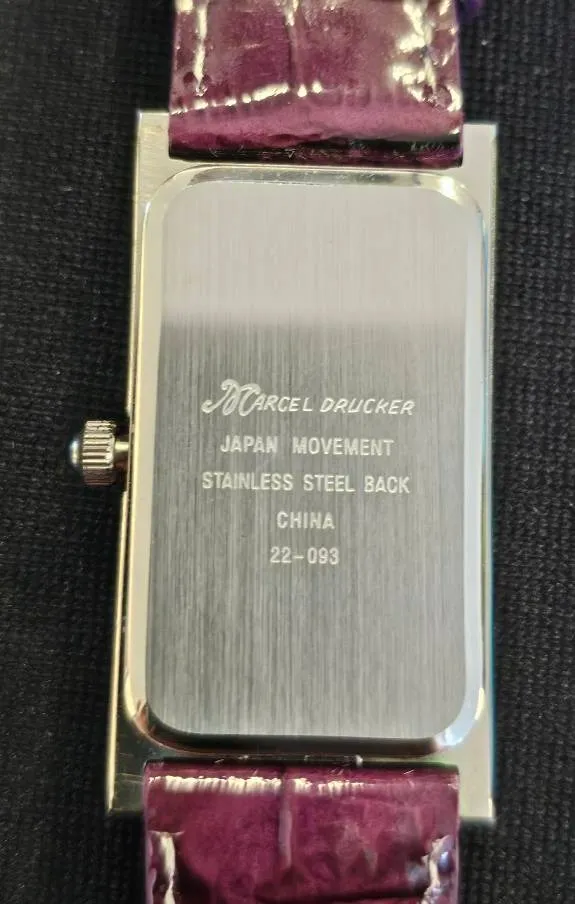 MARCEL DRUCKER
JAPAN MOVEMENT
STAINLESS STEEL BACK
CHINA
22-093